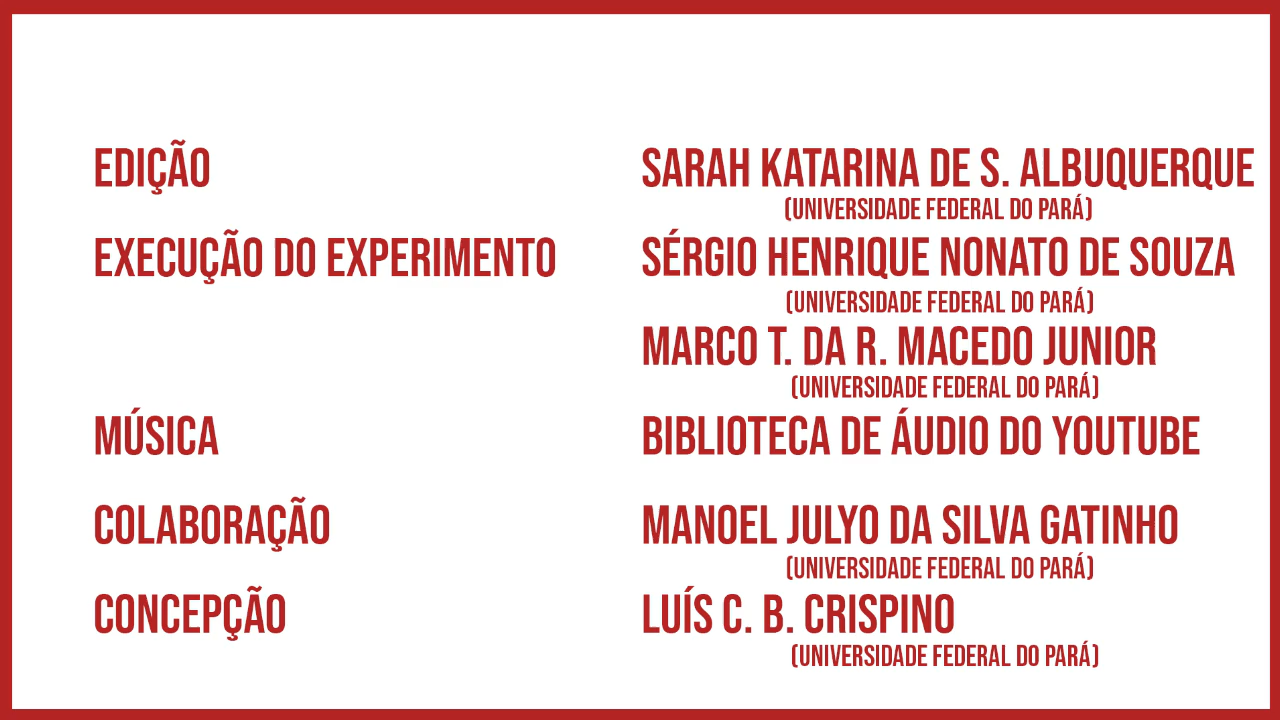 EDIÇÃO SARAH KATARINA DE S. ALBUQUERQUE
(UNIVERSIDADE FEDERAL DO PARÁ)
EXECUÇÃO DO EXPERIMENTO SÉRGIO HENRIQUE NONATO DE SOUZA
(UNIVERSIDADE FEDERAL DO PARÁ)
MARCO T. DA R. MACEDO JUNIOR
(UNIVERSIDADE FEDERAL DO PARÁ)
MÚSICA BIBLIOTECA DE ÁUDIO DO YOUTUBE
COLABORAÇÃO MANOEL JULYO DA SILVA GATINHO
(UNIVERSIDADE FEDERAL DO PARÁ)
CONCEPÇÃO LUÍS C. B. CRISPINO
(UNIVERSIDADE FEDERAL DO PARÁ)